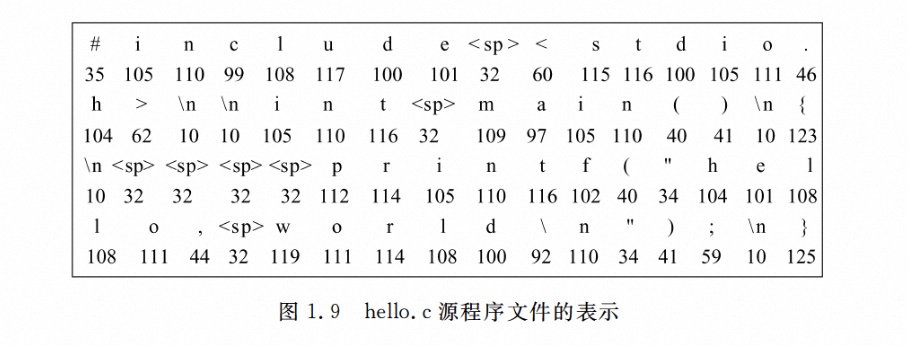 # i n c l u d e <sp> < s t d i o .
35 105 110 99 108 117 100 101 32 60 115 116 100 105 111 46
h > \n \n i n t <sp> m a i n ( ) \n {
104 62 10 10 105 110 116 32 109 97 105 110 40 41 10 123
\n <sp> <sp> <sp> <sp> p r i n t f ( " h e l
10 32 32 32 32 112 114 105 110 116 102 40 34 104 101 108
l o , <sp> w o r l d \ n " ) ; \n }
108 111 44 32 119 111 114 108 100 92 110 34 41 59 10 125
图 1.9 hello.c 源程序文件的表示